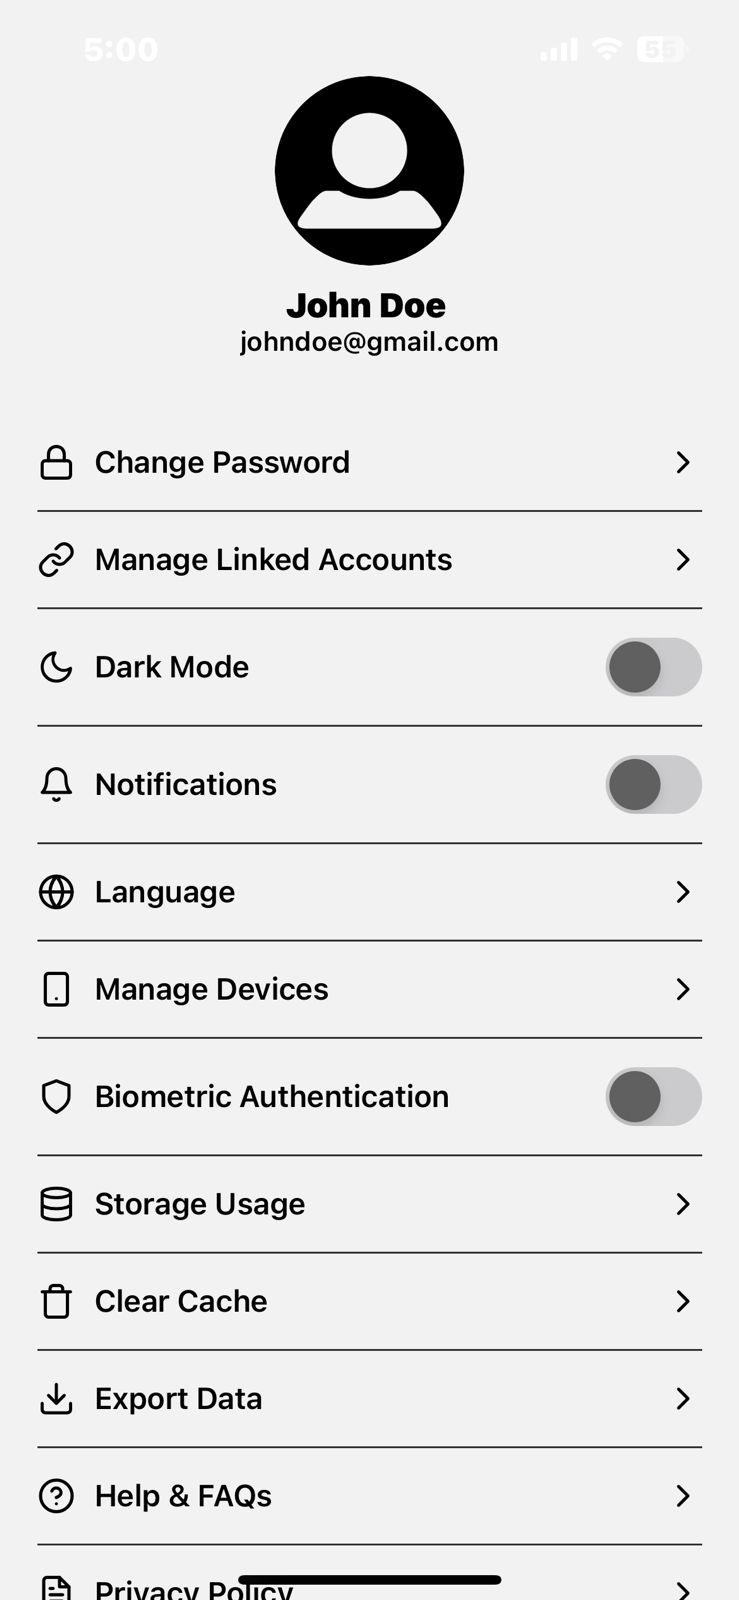 5:00
55
John Doe
johndoe@gmail.com
Change Password
Manage Linked Accounts
Dark Mode
Notifications
Language
Manage Devices
Biometric Authentication
Storage Usage
Clear Cache
Export Data
Help & FAQs
Privacy Policy